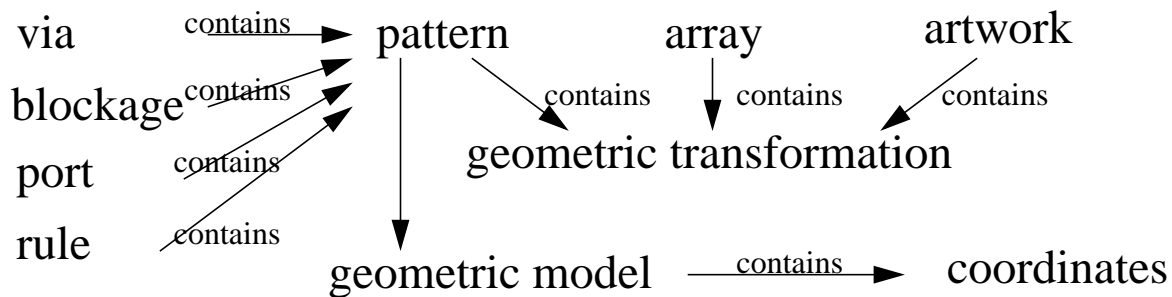 via contains pattern array artwork
blockage contains contains contains contains
port contains geometric transformation
rule contains
geometric model contains coordinates